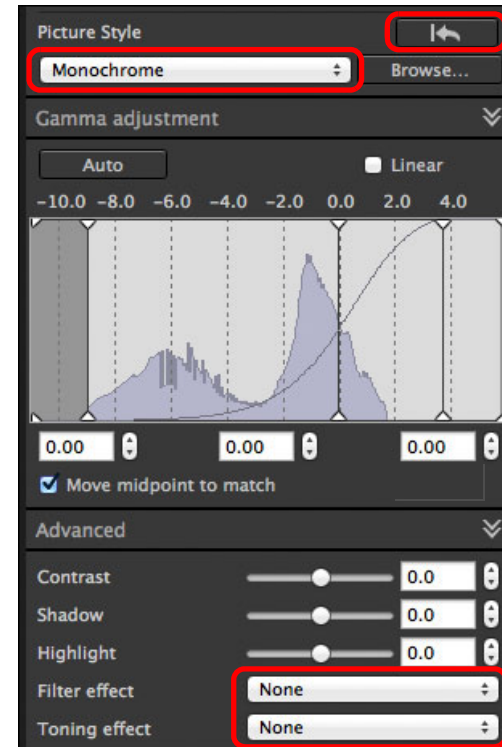 Picture Style
Monochrome Browse...
Gamma adjustment
Auto Linear
-10.0 -8.0 -6.0 -4.0 -2.0 0.0 2.0 4.0
0.00 0.00 0.00
Move midpoint to match
Advanced
Contrast 0.0
Shadow 0.0
Highlight 0.0
Filter effect None
Toning effect None